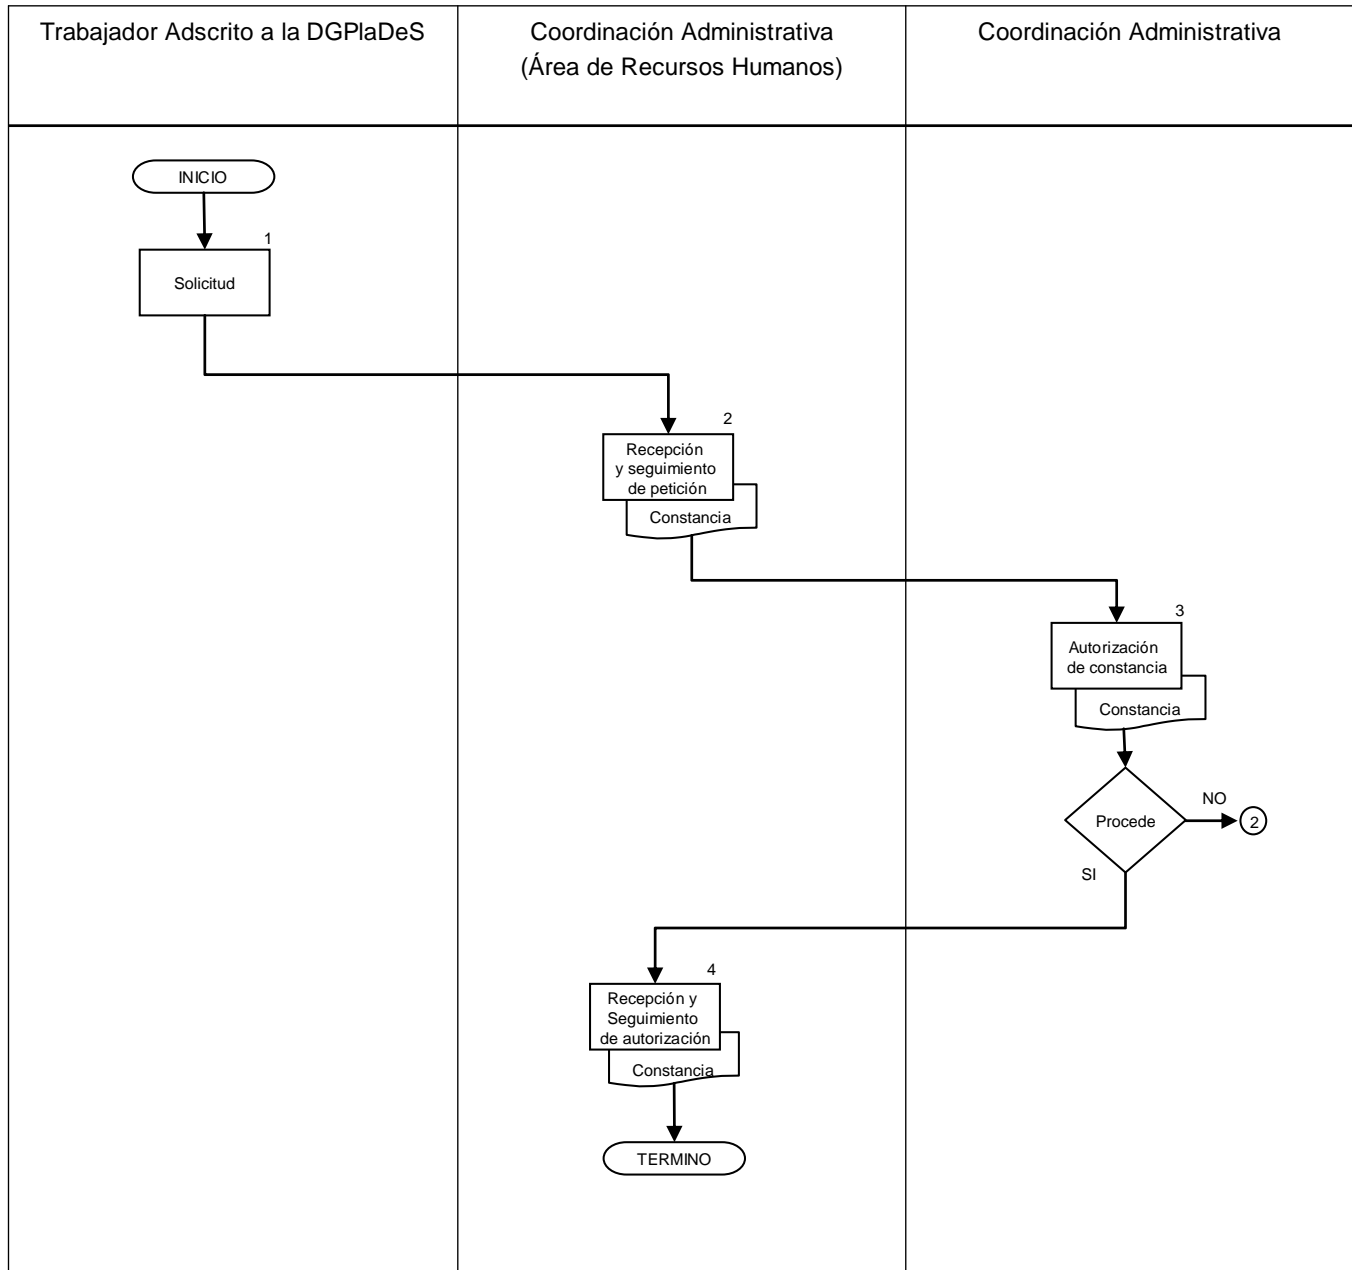 Trabajador Adscrito a la DGPlaDeS
Coordinación Administrativa
(Área de Recursos Humanos)
Coordinación Administrativa
INICIO
1
Solicitud
2
Recepción
y seguimiento
de petición
Constancia
3
Autorización
de constancia
Constancia
Procede
NO
2
SI
4
Recepción y
Seguimiento
de autorización
Constancia
TERMINO